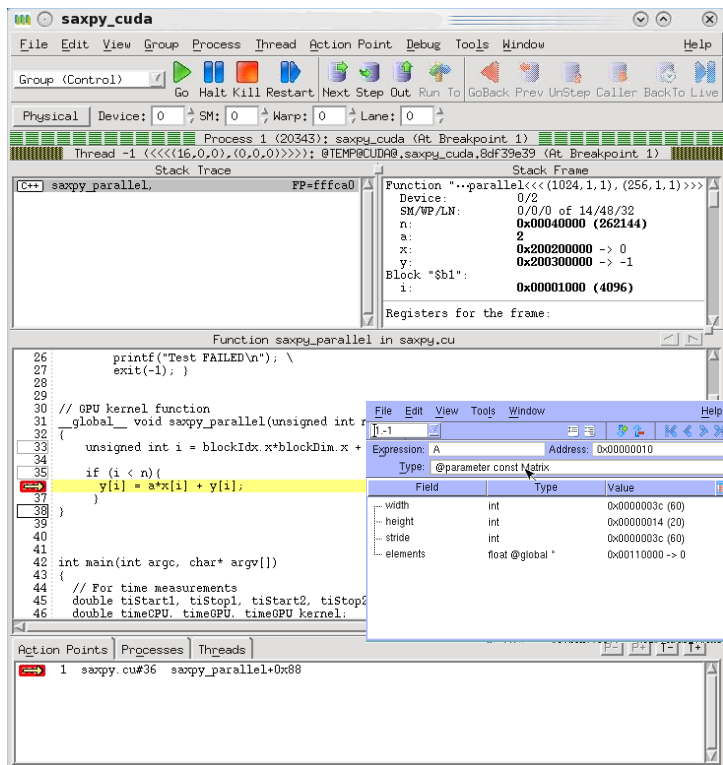 saxpy_cuda
File Edit View Group Process Thread Action Point Debug Tools Window Help
Group (Control) Go Halt Kill Restart Next Step Out Run To GoBack Prev UnStep Caller BackTo Live
Physical Device: 0 SM: 0 Warp: 0 Lane: 0
Process 1 (20343): saxpy_cuda (At Breakpoint 1)
Thread -1 (<<<(16,0,0),(0,0,0)>>>): @TEMP@CUDA@.saxpy_cuda.8df39e39 (At Breakpoint 1)
Stack Trace
C++ saxpy_parallel, FP=fffca0
Stack Frame
Function "···parallel<<<(1024,1,1),(256,1,1)>>>
Device: 0/2
SM/WP/LN: 0/0/0 of 14/48/32
n: 0x00040000 (262144)
a: 2
x: 0x200200000 -> 0
y: 0x200300000 -> -1
Block "$b1":
i: 0x00001000 (4096)
Registers for the frame:
Function saxpy_parallel in saxpy.cu
26 printf("Test FAILED\n"); \
27 exit(-1); }
28
29
30 // GPU kernel function
31 __global__ void saxpy_parallel(unsigned int
32 {
33 unsigned int i = blockIdx.x*blockDim.x +
34
35 if (i < n){
y[i] = a*x[i] + y[i];
37 }
38 }
39
40
41
42 int main(int argc, char* argv[])
43 {
44 // For time measurements
45 double tiStart1, tiStop1, tiStart2, tiStop2
46 double timeCPU, timeGPU, timeGPU_kernel;
File Edit View Tools Window Help
1.-1
Expression: A Address: 0x00000010
Type: @parameter const Matrix
Field Type Value
width int 0x0000003c (60)
height int 0x00000014 (20)
stride int 0x0000003c (60)
elements float @global * 0x00110000 -> 0
Action Points Processes Threads P- P+ T- T+
1 saxpy.cu#36 saxpy_parallel+0x88